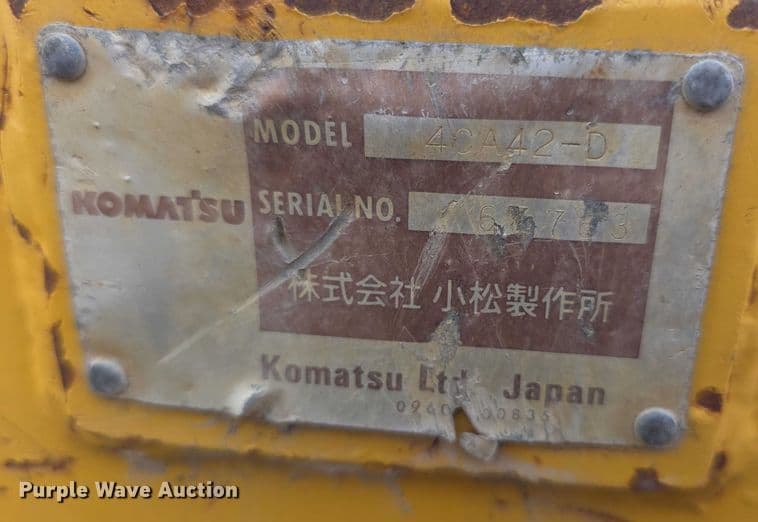 MODEL 4CA42-D
KOMATSU
SERIAL NO.
株式会社 小松製作所
Komatsu Ltd. Japan
Purple Wave Auction